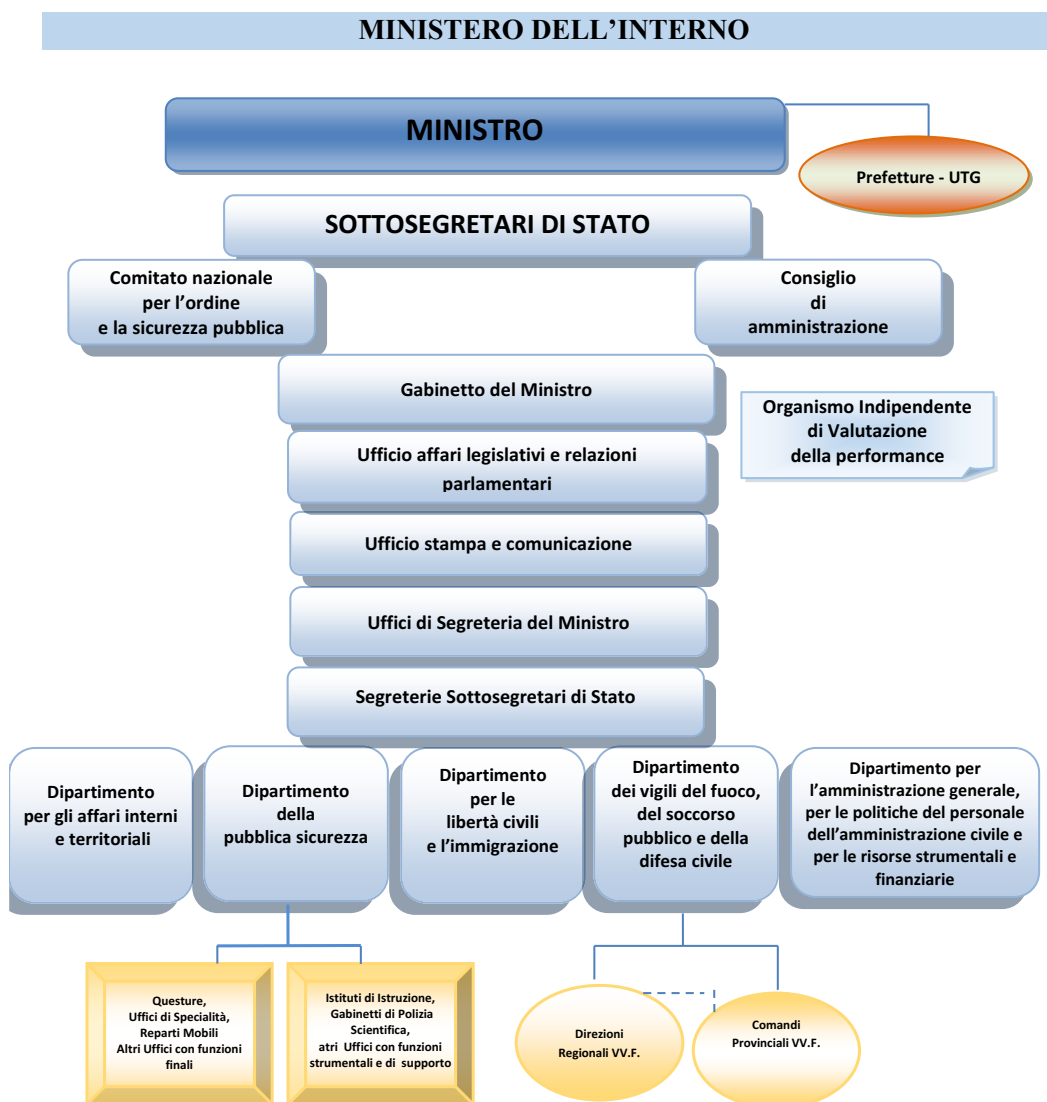 MINISTERO DELL'INTERNO
MINISTRO
Prefetture - UTG
SOTTOSEGRETARI DI STATO
Comitato nazionale
per l'ordine
e la sicurezza pubblica
Consiglio
di
amministrazione
Gabinetto del Ministro
Organismo Indipendente
di Valutazione
della performance
Ufficio affari legislativi e relazioni
parlamentari
Ufficio stampa e comunicazione
Uffici di Segreteria del Ministro
Segreterie Sottosegretari di Stato
Dipartimento
per gli affari interni
e territoriali
Dipartimento
della
pubblica sicurezza
Dipartimento
per le
libertà civili
e l'immigrazione
Dipartimento
dei vigili del fuoco,
del soccorso
pubblico e della
difesa civile
Dipartimento per
l'amministrazione generale,
per le politiche del personale
dell'amministrazione civile e
per le risorse strumentali e
finanziarie
Questure,
Uffici di Specialità,
Reparti Mobili
Altri Uffici con funzioni
finali
Istituti di Istruzione,
Gabinetti di Polizia
Scientifica,
atri Uffici con funzioni
strumentali e di supporto
Direzioni
Regionali VV.F.
Comandi
Provinciali VV.F.